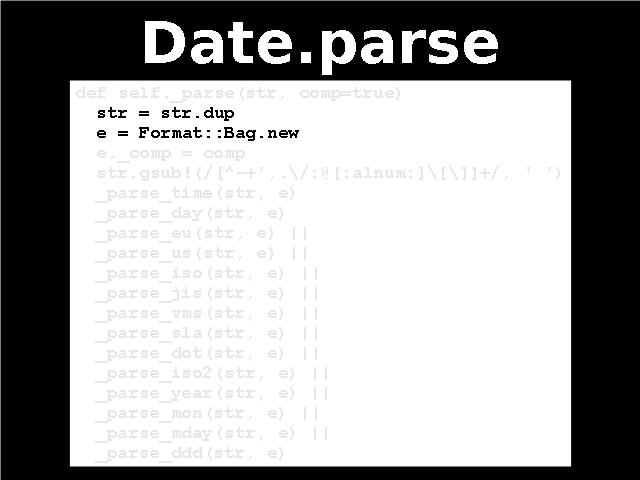 Date.parse
def self._parse(str, comp=true)
  str = str.dup
  e = Format::Bag.new
  e._comp = comp
  str.gsub!(/[^-+',.\/:@[:alnum:]\[\]]+/, ' ')
  _parse_time(str, e)
  _parse_day(str, e)
  _parse_eu(str, e) ||
  _parse_us(str, e) ||
  _parse_iso(str, e) ||
  _parse_jis(str, e) ||
  _parse_vms(str, e) ||
  _parse_sla(str, e) ||
  _parse_dot(str, e) ||
  _parse_iso2(str, e) ||
  _parse_year(str, e) ||
  _parse_mon(str, e) ||
  _parse_mday(str, e) ||
  _parse_ddd(str, e)